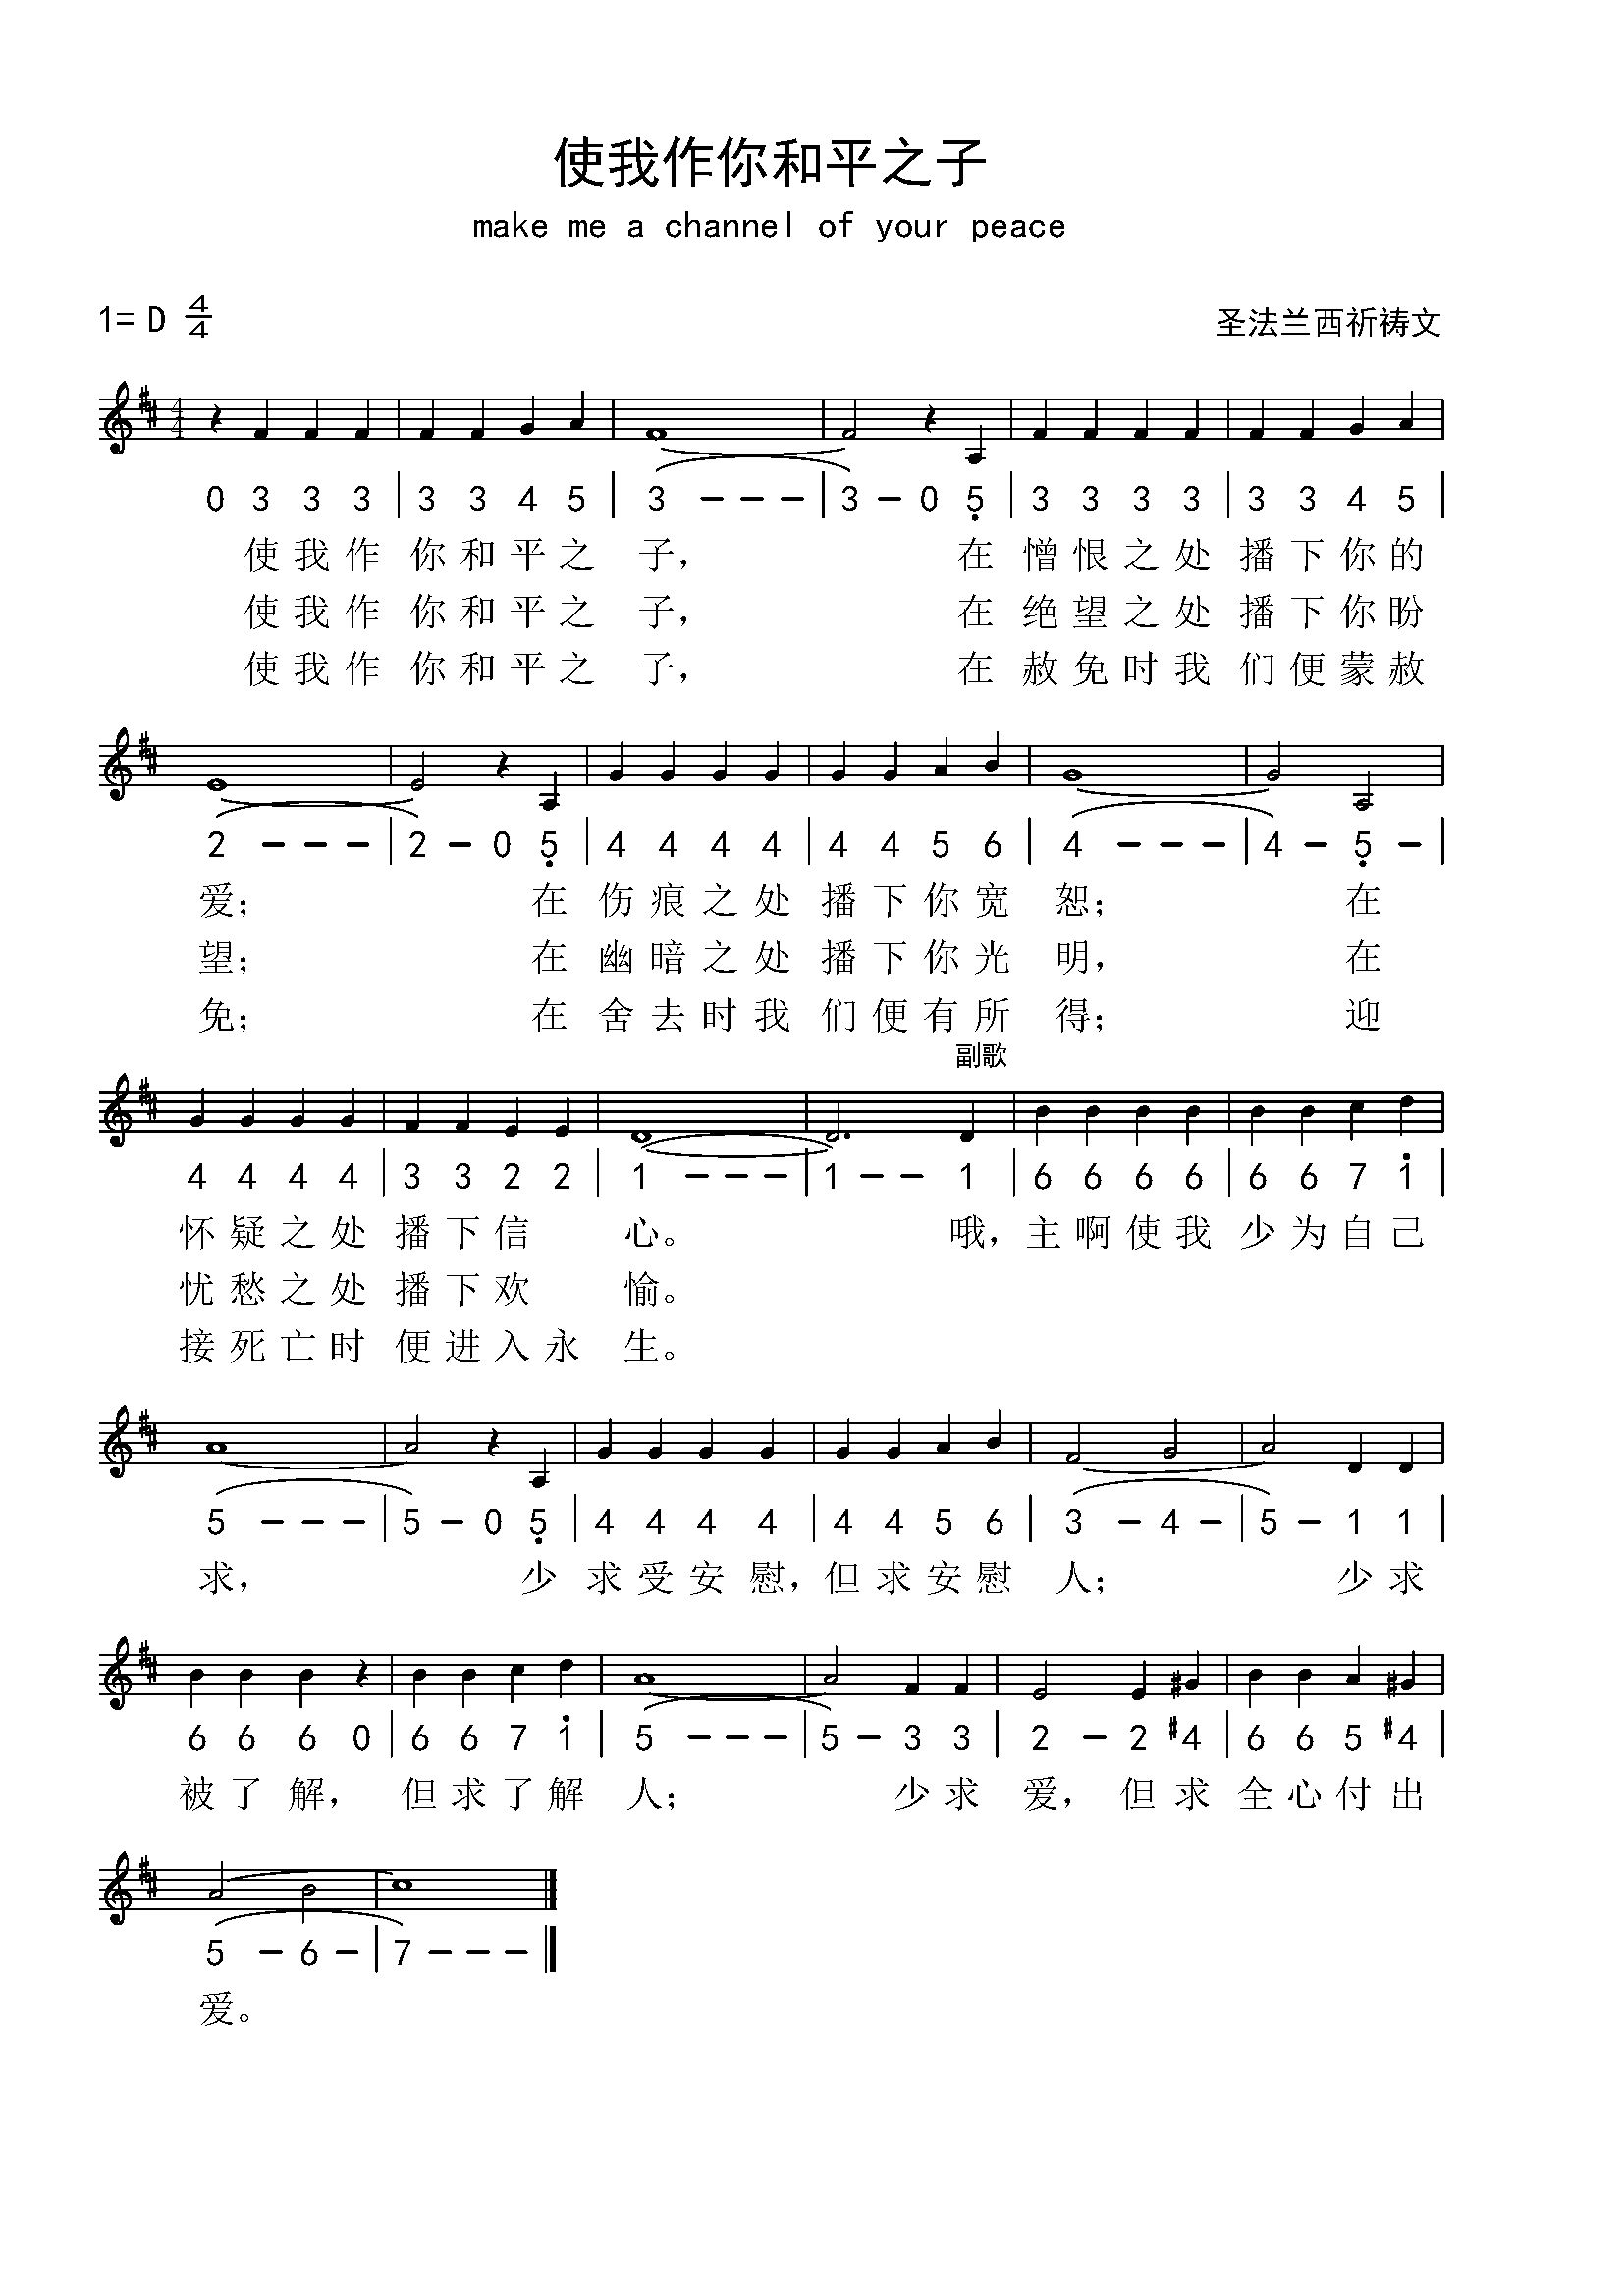 使我作你和平之子
make me a channel of your peace
1= D 4/4
圣法兰西祈祷文
0 3 3 3 | 3 3 4 5 | 3 - - - | 3 - 0 5̣ | 3 3 3 3 | 3 3 4 5 |
使我作 你和平之 子， 在 憎恨之处 播下你的
使我作 你和平之 子， 在 绝望之处 播下你盼
使我作 你和平之 子， 在 赦免时我 们便蒙赦
2 - - - | 2 - 0 5̣ | 4 4 4 4 | 4 4 5 6 | 4 - - - | 4 - 5̣ - |
爱； 在 伤痕之处 播下你宽 恕； 在
望； 在 幽暗之处 播下你光 明， 在
免； 在 舍去时我 们便有所 得； 迎
副歌
4 4 4 4 | 3 3 2 2 | 1 - - - | 1 - - 1 | 6 6 6 6 | 6 6 7 1̇ |
怀疑之处 播下信 心。 哦， 主啊使我 少为自己
忧愁之处 播下欢 愉。
接死亡时 便进入永 生。
5 - - - | 5 - 0 5̣ | 4 4 4 4 | 4 4 5 6 | 3 - 4 - | 5 - 1 1 |
求， 少 求受安慰， 但求安慰 人； 少求
6 6 6 0 | 6 6 7 1̇ | 5 - - - | 5 - 3 3 | 2 - 2 #4 | 6 6 5 #4 |
被了解， 但求了解 人； 少求 爱， 但求 全心付出
5 - 6 - | 7 - - -
爱。